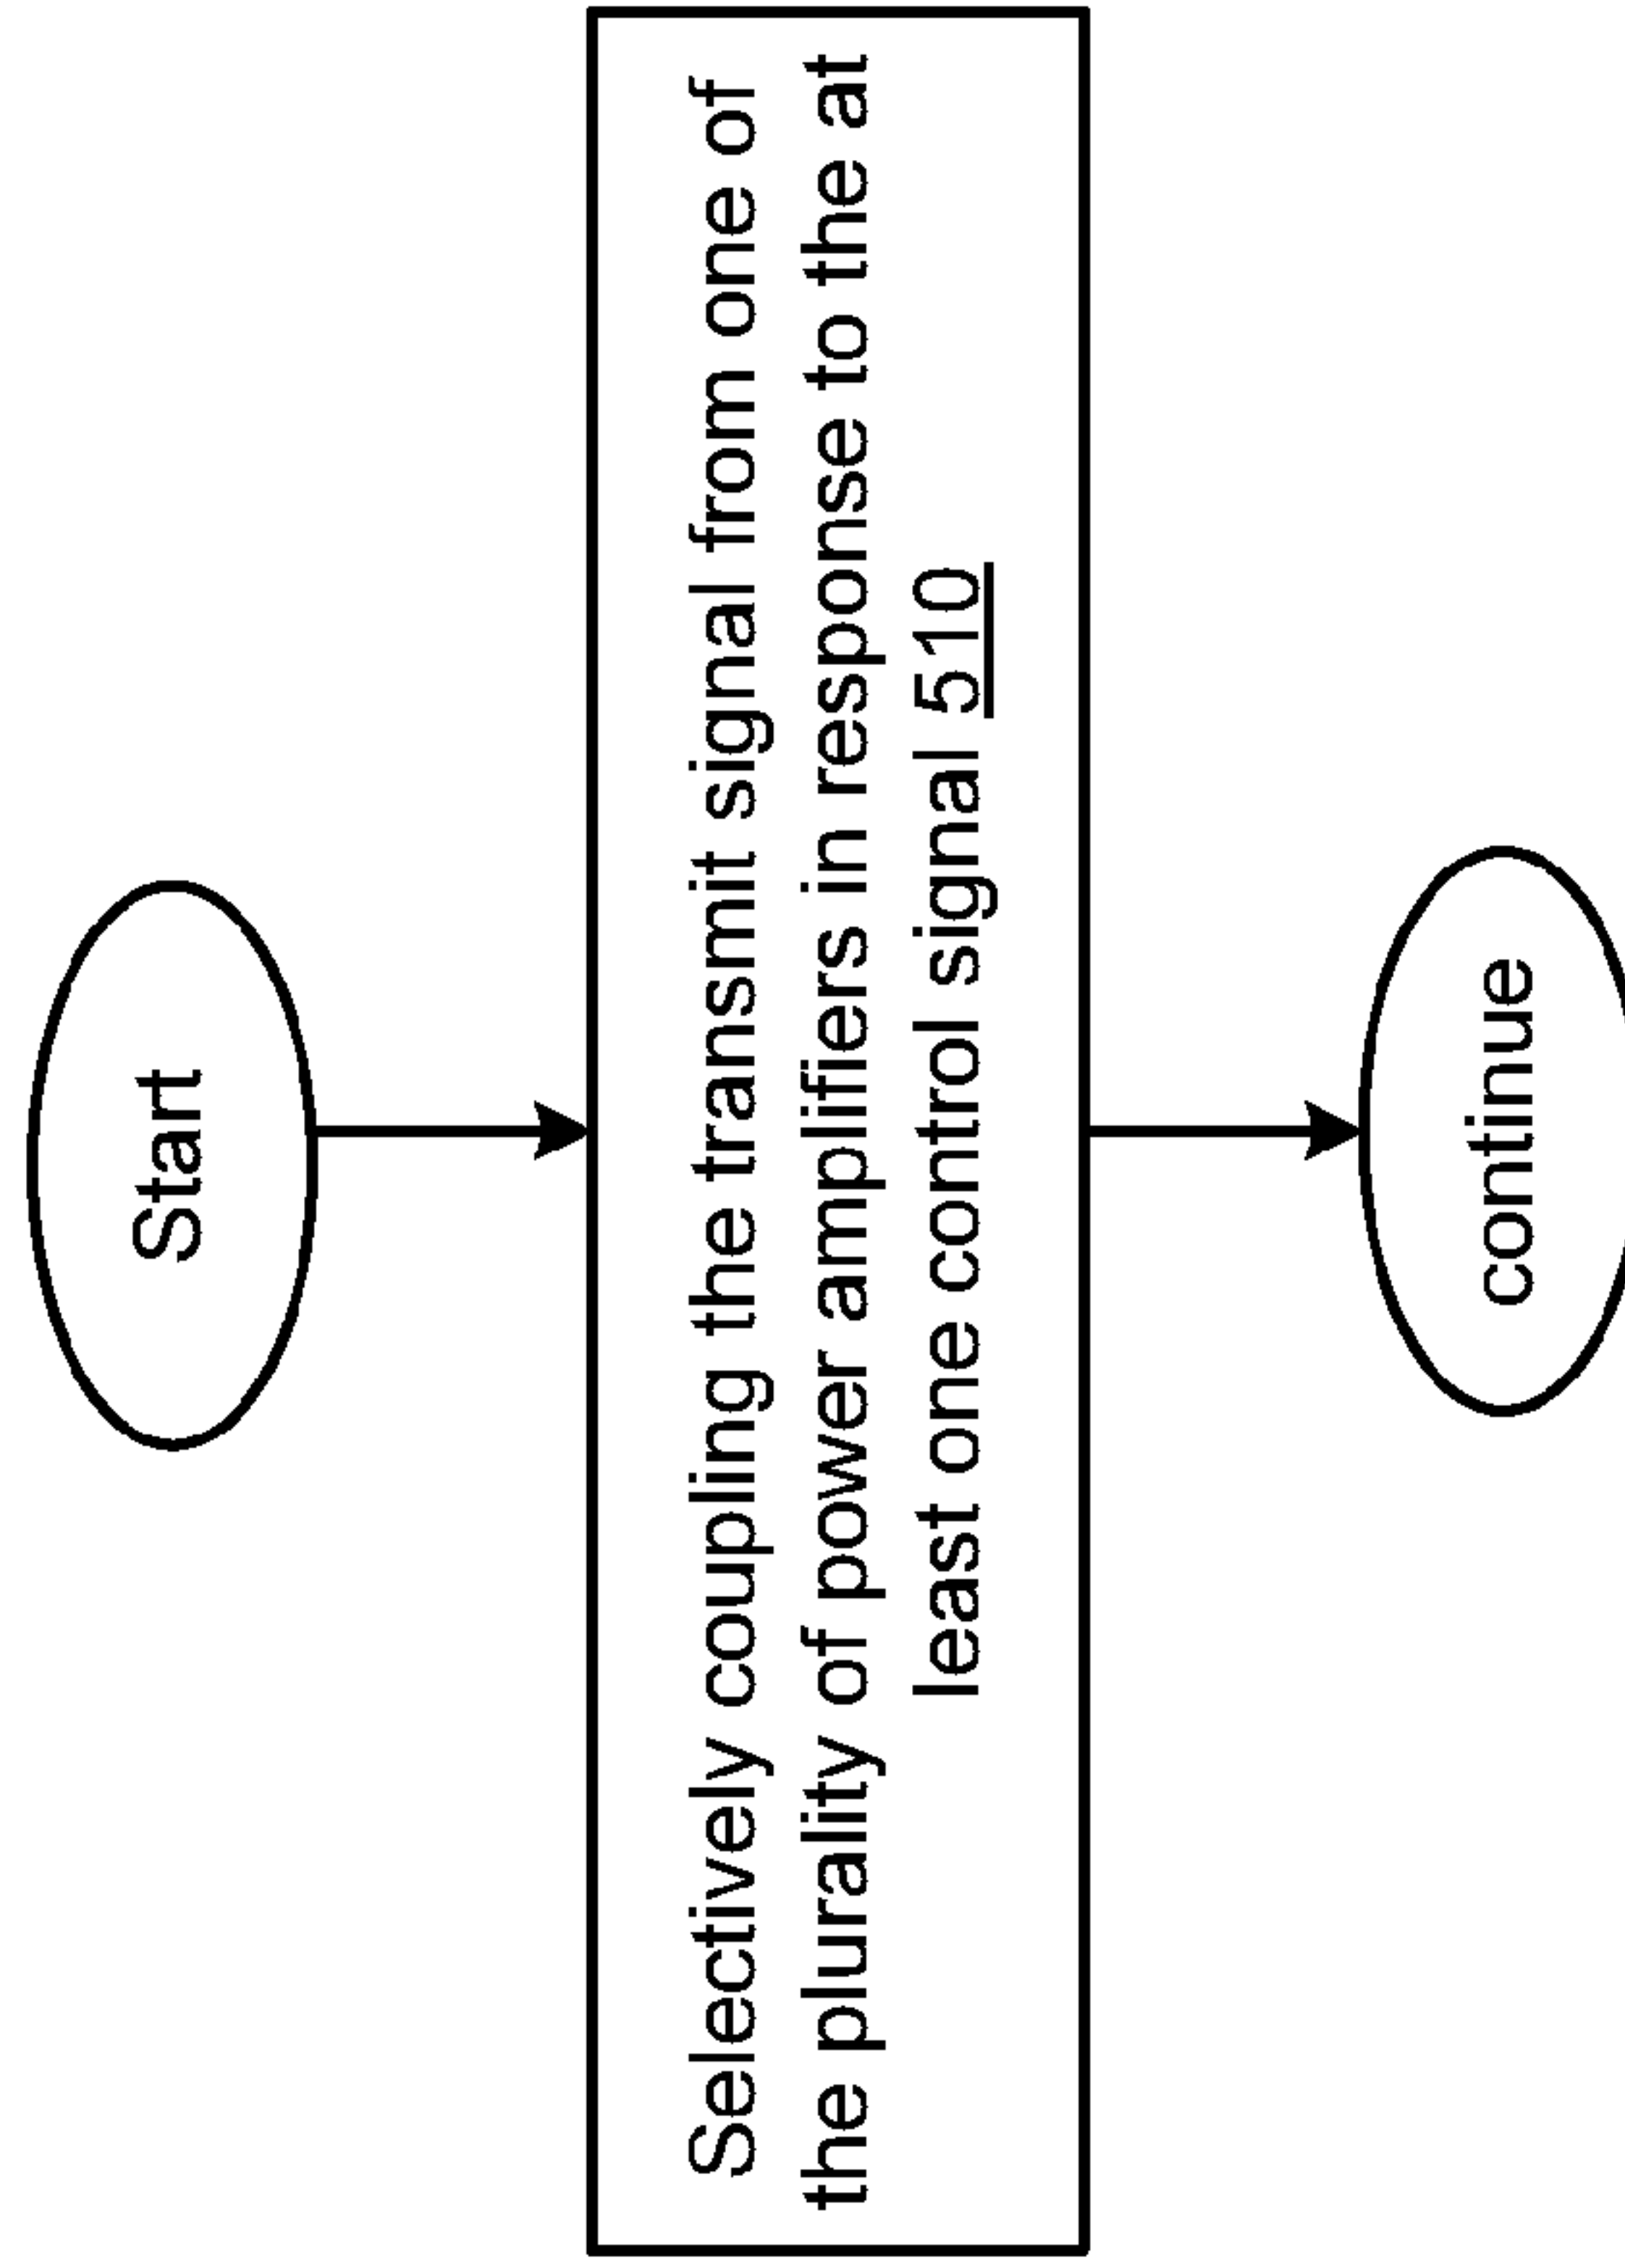 Start
Selectively coupling the transmit signal from one of
the plurality of power amplifiers in response to the at
least one control signal 510
continue